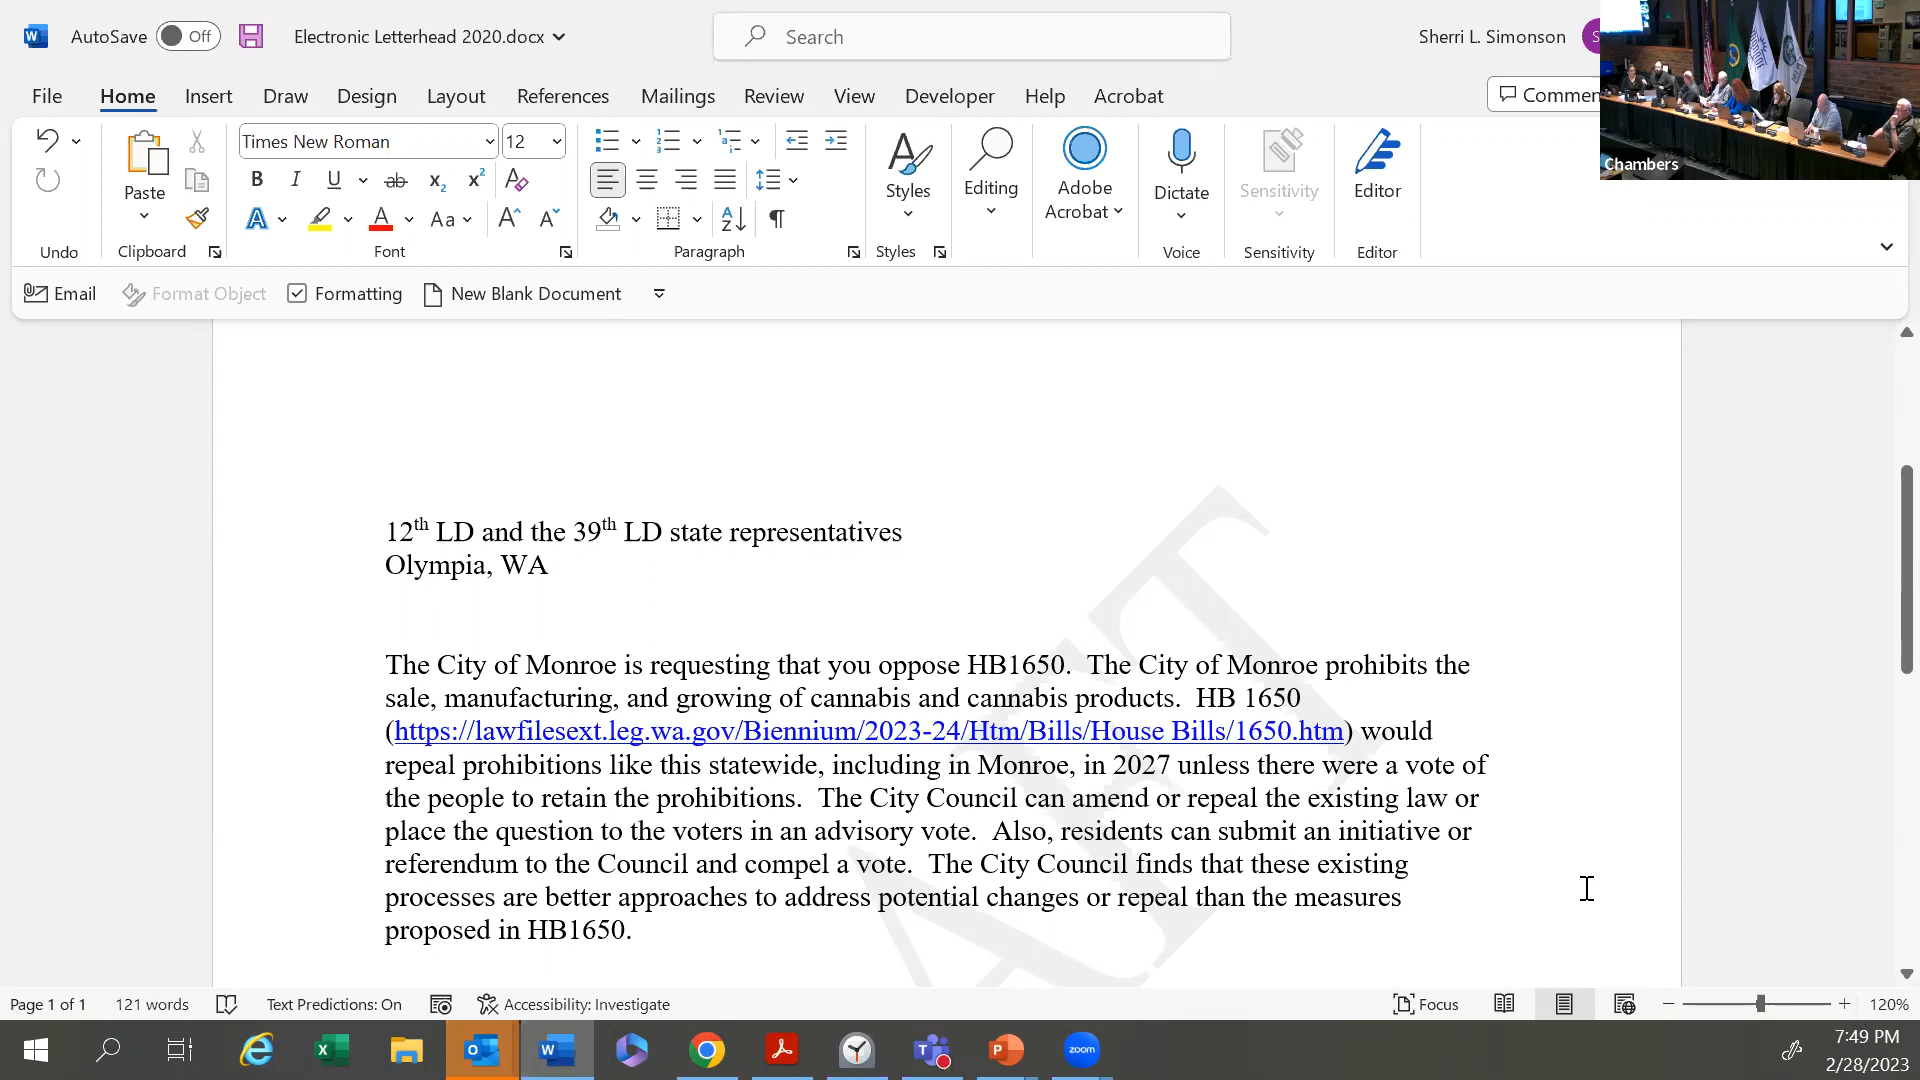 AutoSave Off Electronic Letterhead 2020.docx Search Sherri L. Simonson
File Home Insert Draw Design Layout References Mailings Review View Developer Help Acrobat Commen
Chambers
Times New Roman 12
Paste Styles Editing Adobe Acrobat Dictate Sensitivity Editor
Undo Clipboard Font Paragraph Styles Voice Sensitivity Editor
Email Format Object Formatting New Blank Document
12th LD and the 39th LD state representatives
Olympia, WA
The City of Monroe is requesting that you oppose HB1650.  The City of Monroe prohibits the
sale, manufacturing, and growing of cannabis and cannabis products.  HB 1650
(https://lawfilesext.leg.wa.gov/Biennium/2023-24/Htm/Bills/House Bills/1650.htm) would
repeal prohibitions like this statewide, including in Monroe, in 2027 unless there were a vote of
the people to retain the prohibitions.  The City Council can amend or repeal the existing law or
place the question to the voters in an advisory vote.  Also, residents can submit an initiative or
referendum to the Council and compel a vote.  The City Council finds that these existing
processes are better approaches to address potential changes or repeal than the measures
proposed in HB1650.
Page 1 of 1 121 words Text Predictions: On Accessibility: Investigate Focus 120%
zoom
7:49 PM
2/28/2023